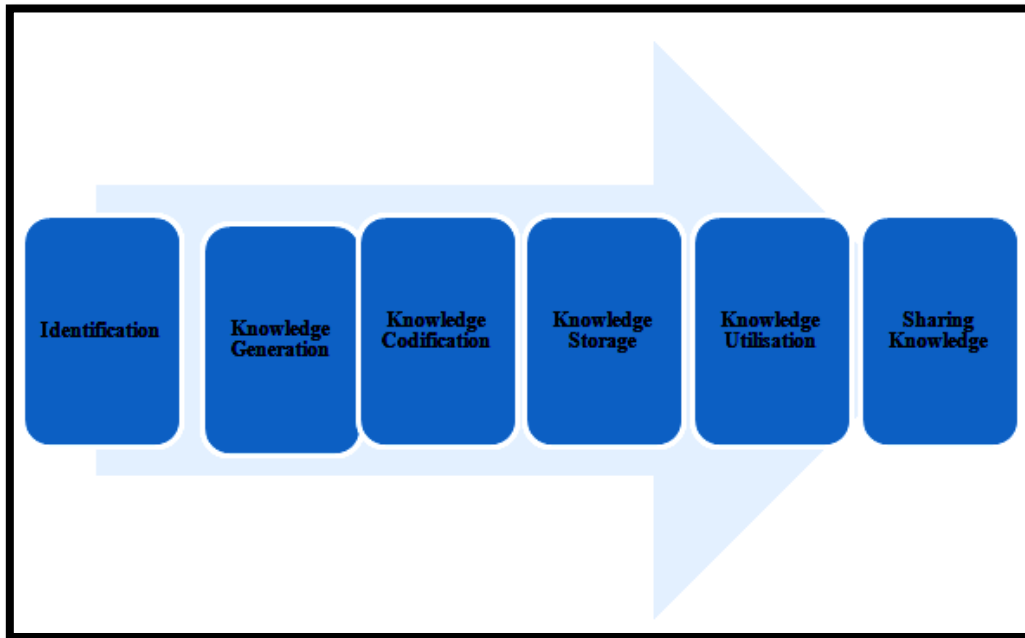 Identification
Knowledge
Generation
Knowledge
Codification
Knowledge
Storage
Knowledge
Utilisation
Sharing
Knowledge